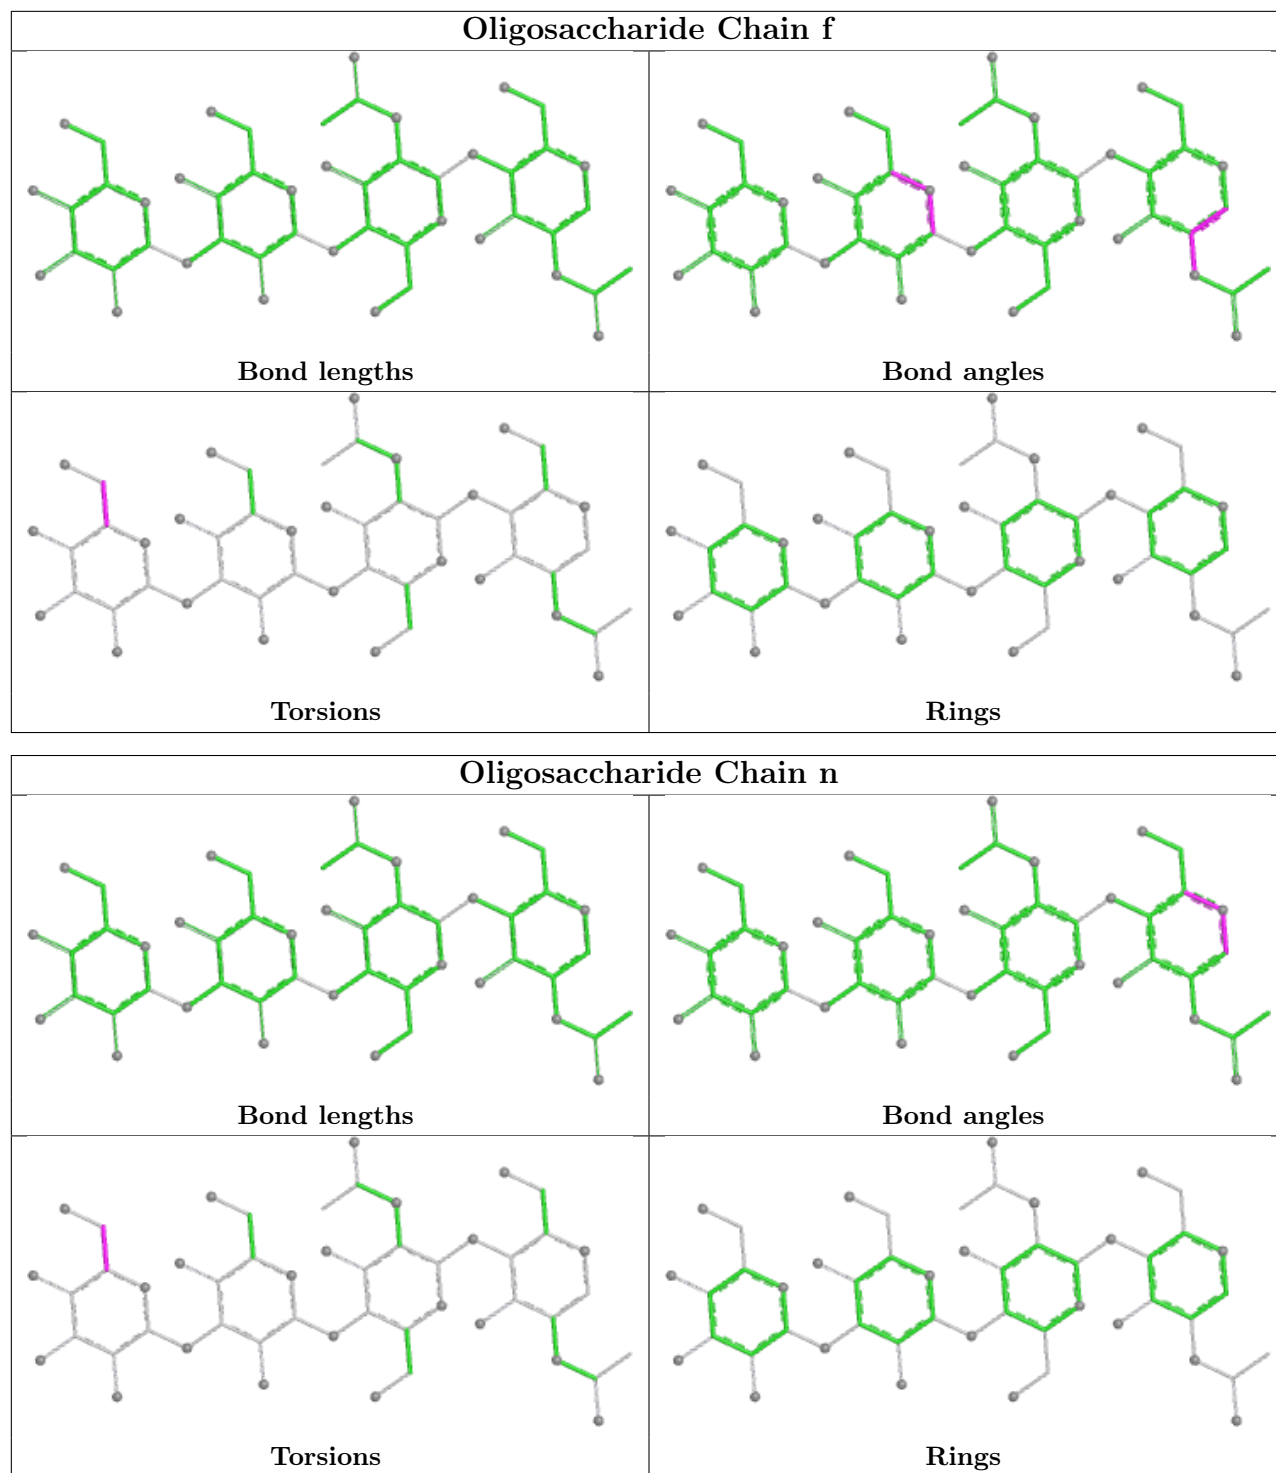 Oligosaccharide Chain f
Bond lengths
Bond angles
Torsions
Rings
Oligosaccharide Chain n
Bond lengths
Bond angles
Torsions
Rings